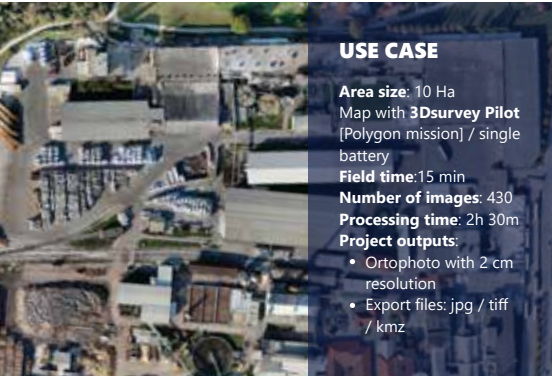 USE CASE
Area size: 10 Ha
Map with 3Dsurvey Pilot
[Polygon mission] / single
battery
Field time:15 min
Number of images: 430
Processing time: 2h 30m
Project outputs:
• Ortophoto with 2 cm
resolution
• Export files: jpg / tiff
/ kmz